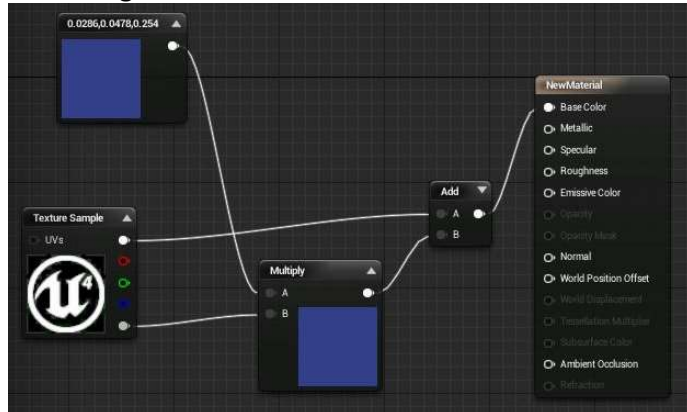 0.0286,0.0478,0.254
NewMaterial
Base Color
Metallic
Specular
Roughness
Emissive Color
Opacity
Opacity Mask
Normal
World Position Offset
World Displacement
Tessellation Multiplier
Subsurface Color
Ambient Occlusion
Refraction
Add
A
B
Texture Sample
UVs
U4
Multiply
A
B